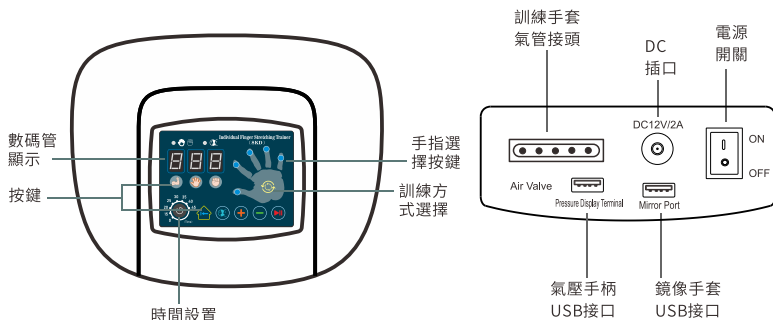 訓練手套
氣管接頭
DC
插口
電源
開關
Individual Finger Stretching Trainer
(SKD)
數碼管
顯示
手指選
擇按鍵
按鍵
訓練方
式選擇
時間設置
DC12V/2A
ON
OFF
Air Valve
Pressure Display Terminal
Mirror Port
氣壓手柄
USB接口
鏡像手套
USB接口